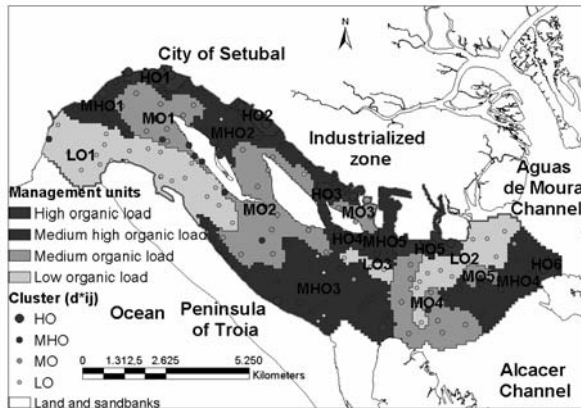 N
City of Setubal
HO1
MHO1
MO1
HO2
MHO2
Industrialized
zone
LO1
Aguas
de Moura
Channel
Management units
High organic load
Medium high organic load
Medium organic load
Low organic load
HO3
MO3
MO2
HO4
MHO5
HO5
LO2
LO3
MO5
HO6
MHO4
MHO3
MO4
Cluster (d*ij)
HO
MHO
MO
LO
Land and sandbanks
Ocean
Peninsula
of Troia
0 1.312.5 2.625 5.250
Kilometers
Alcacer
Channel